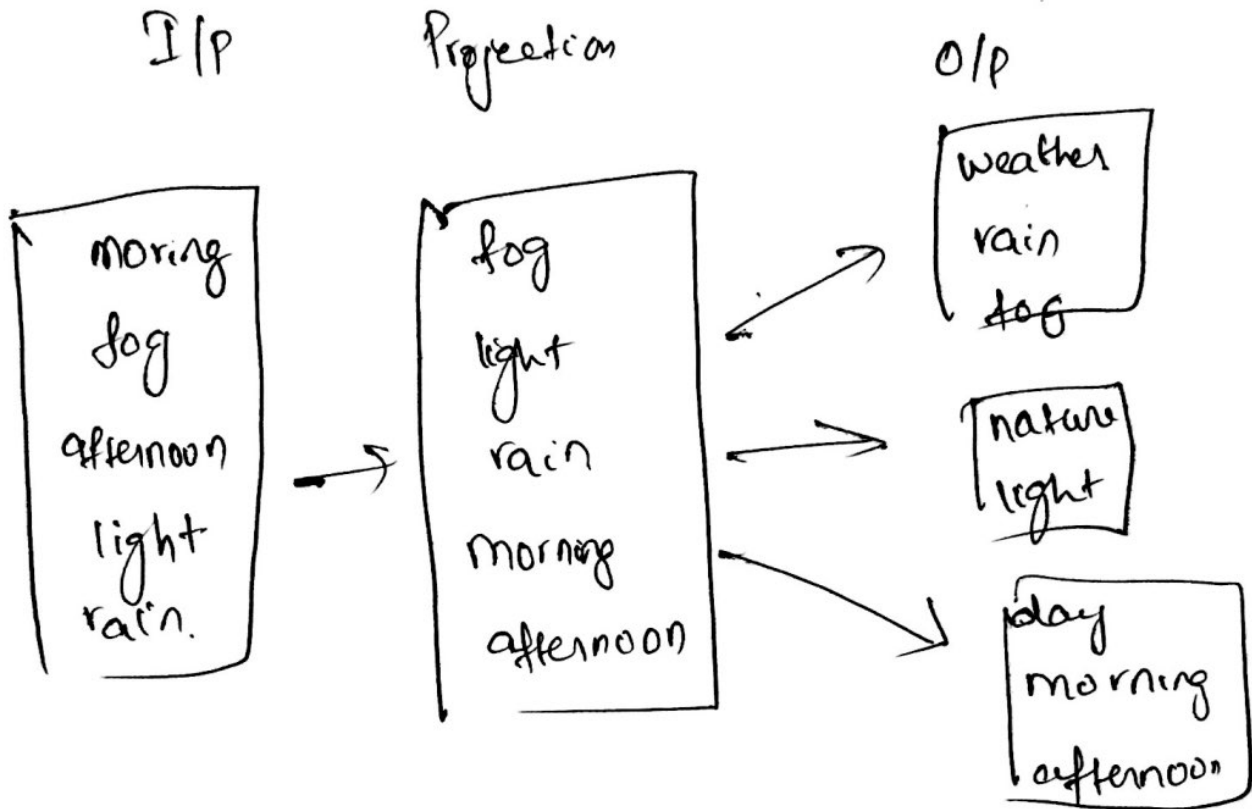 I/P
Projection
O/P
moring
fog
afternoon
light
rain.
fog
light
rain
morning
afternoon
weather
rain
fog
nature
light
day
morning
afternoon